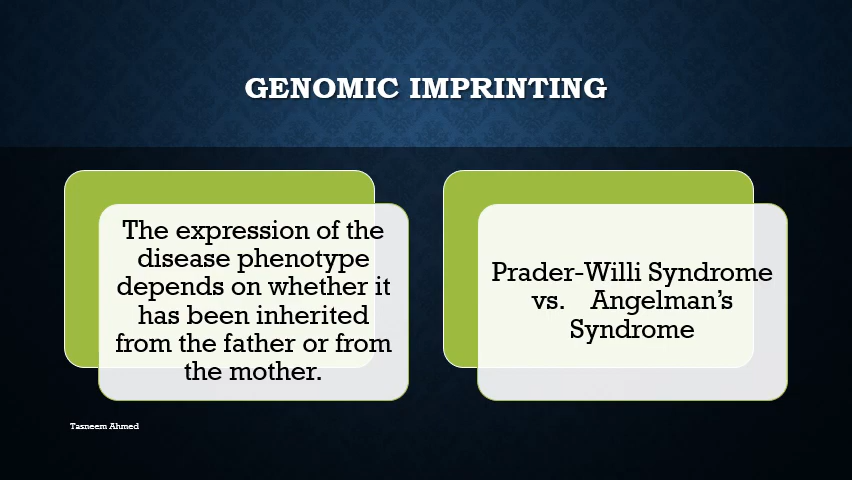 GENOMIC IMPRINTING
The expression of the
disease phenotype
depends on whether it
has been inherited
from the father or from
the mother.
Prader-Willi Syndrome
vs. Angelman’s
Syndrome
Tasneem Ahmed